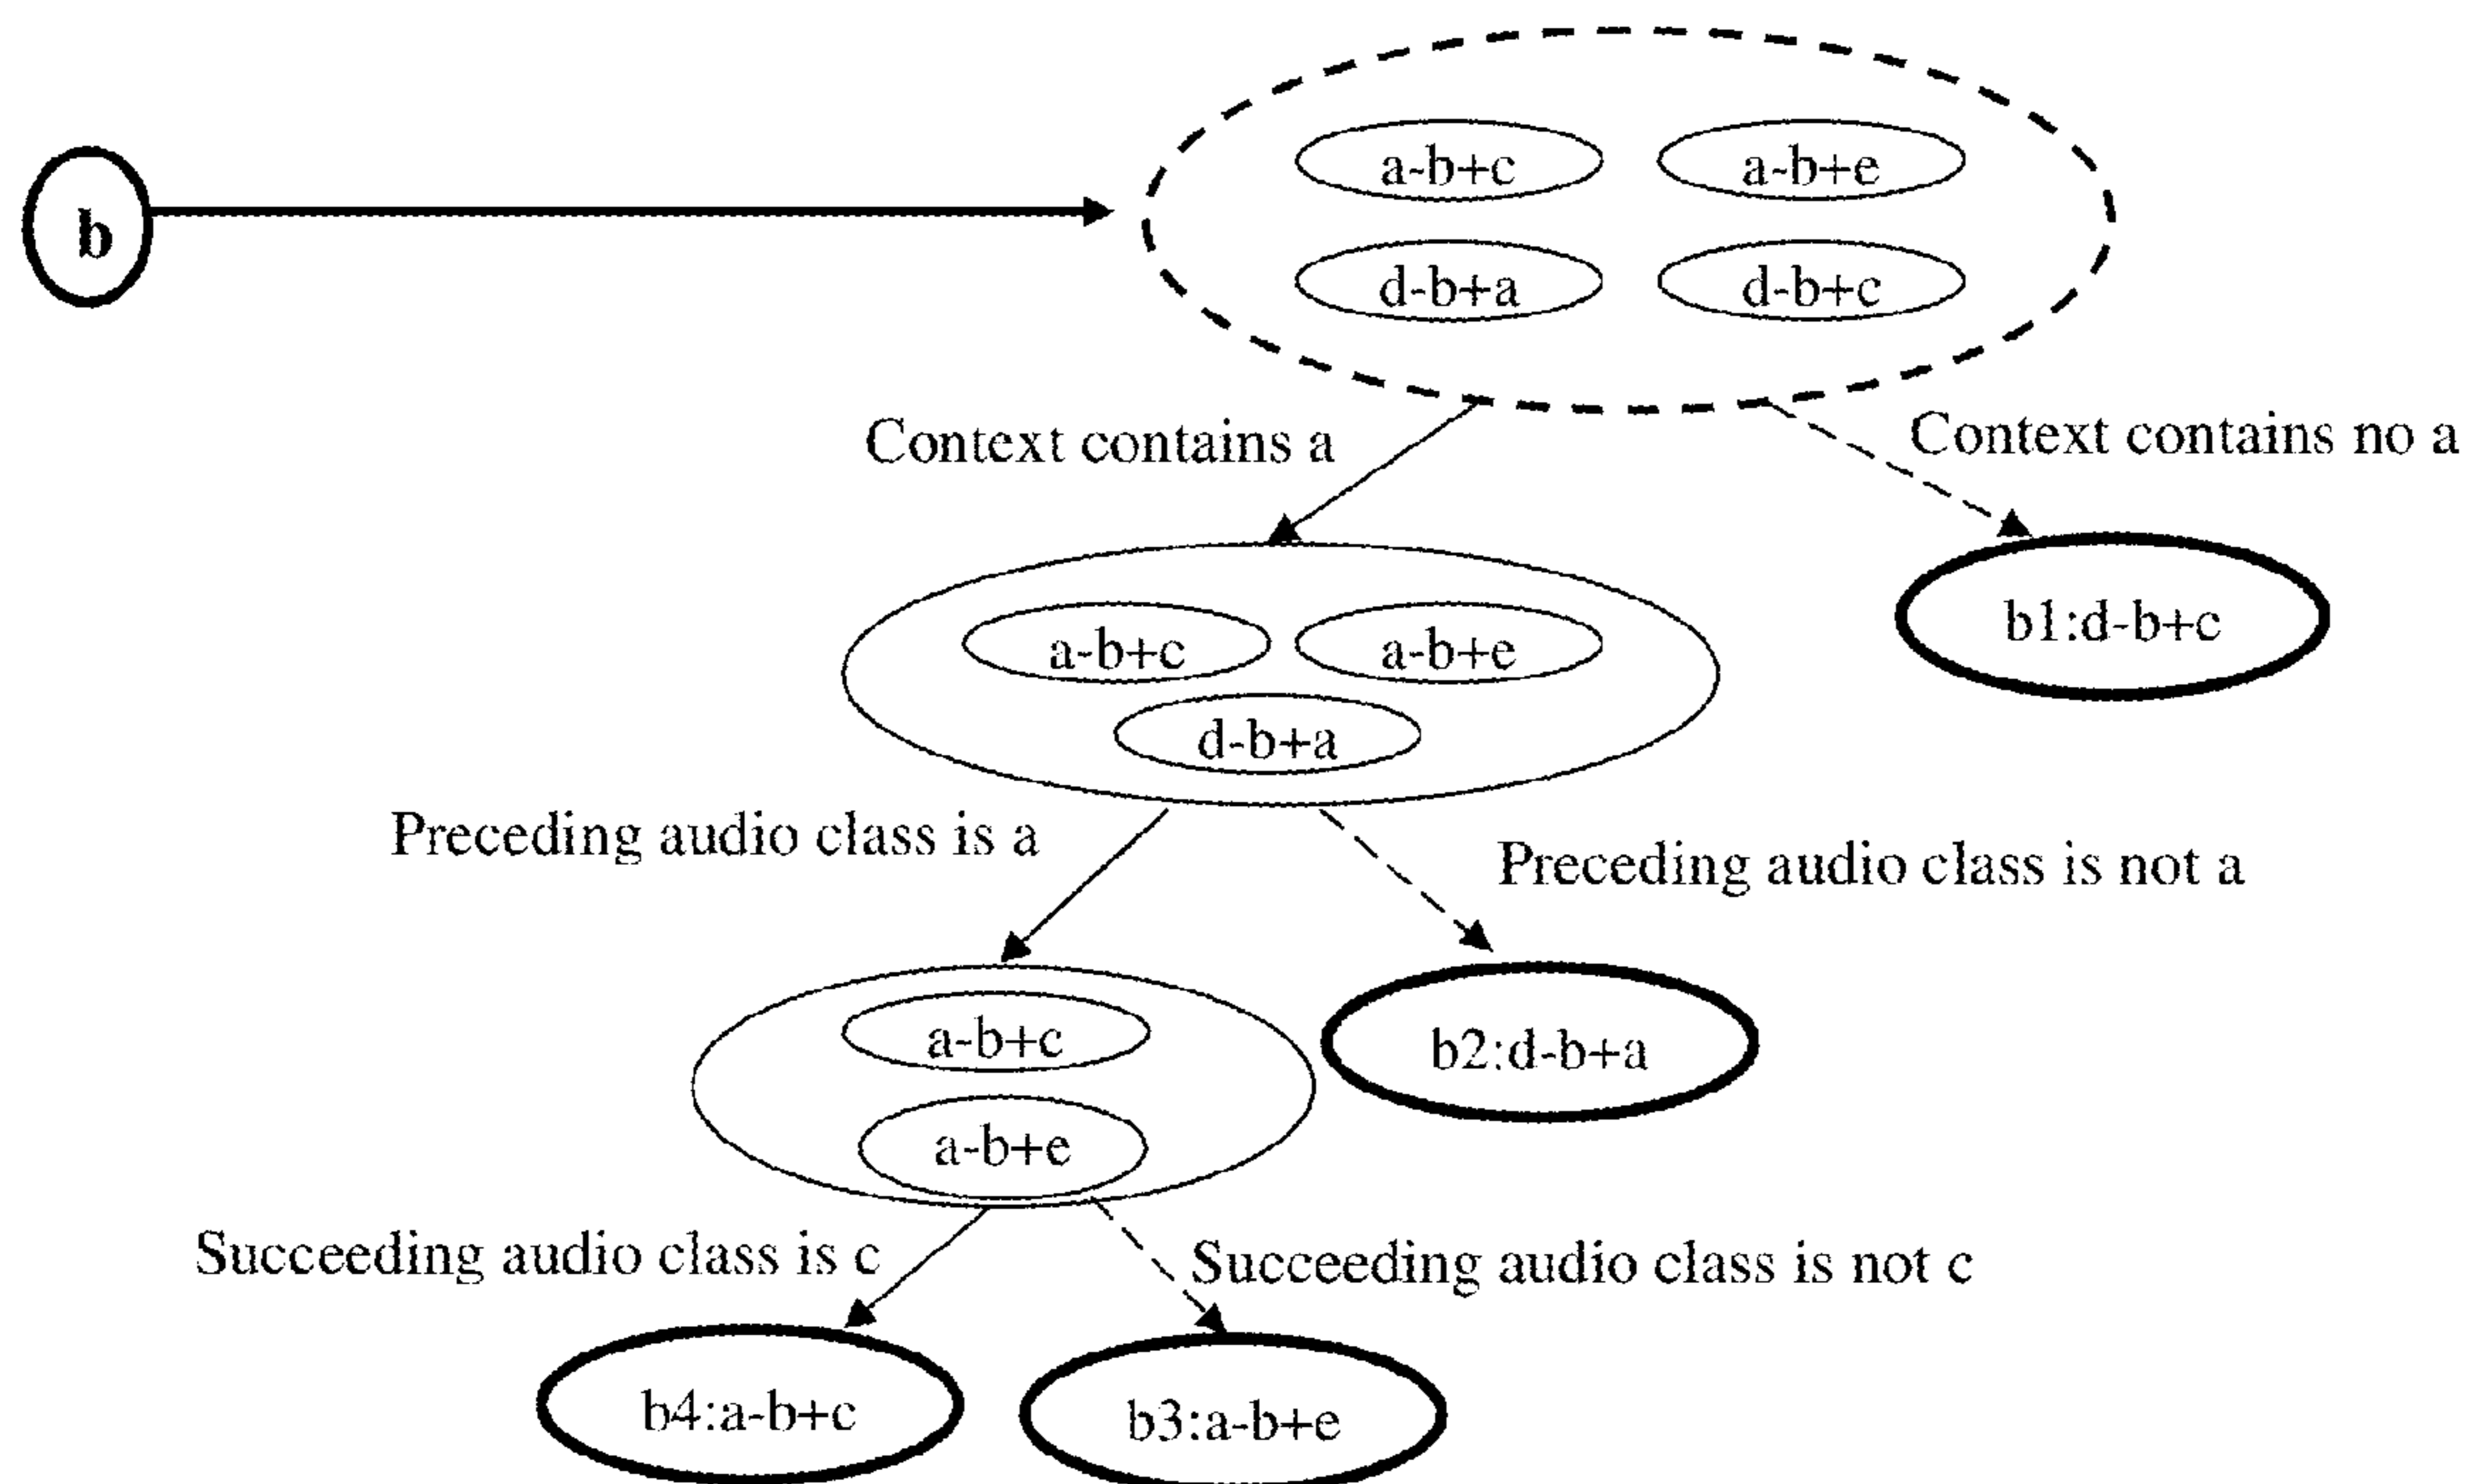 b
a-b+c
a-b+e
d-b+a
d-b+c
Context contains a
Context contains no a
a-b+c
a-b+e
d-b+a
b1:d-b+c
Preceding audio class is a
Preceding audio class is not a
a-b+c
a-b+e
b2:d-b+a
Succeeding audio class is c
Succeeding audio class is not c
b4:a-b+c
b3:a-b+e